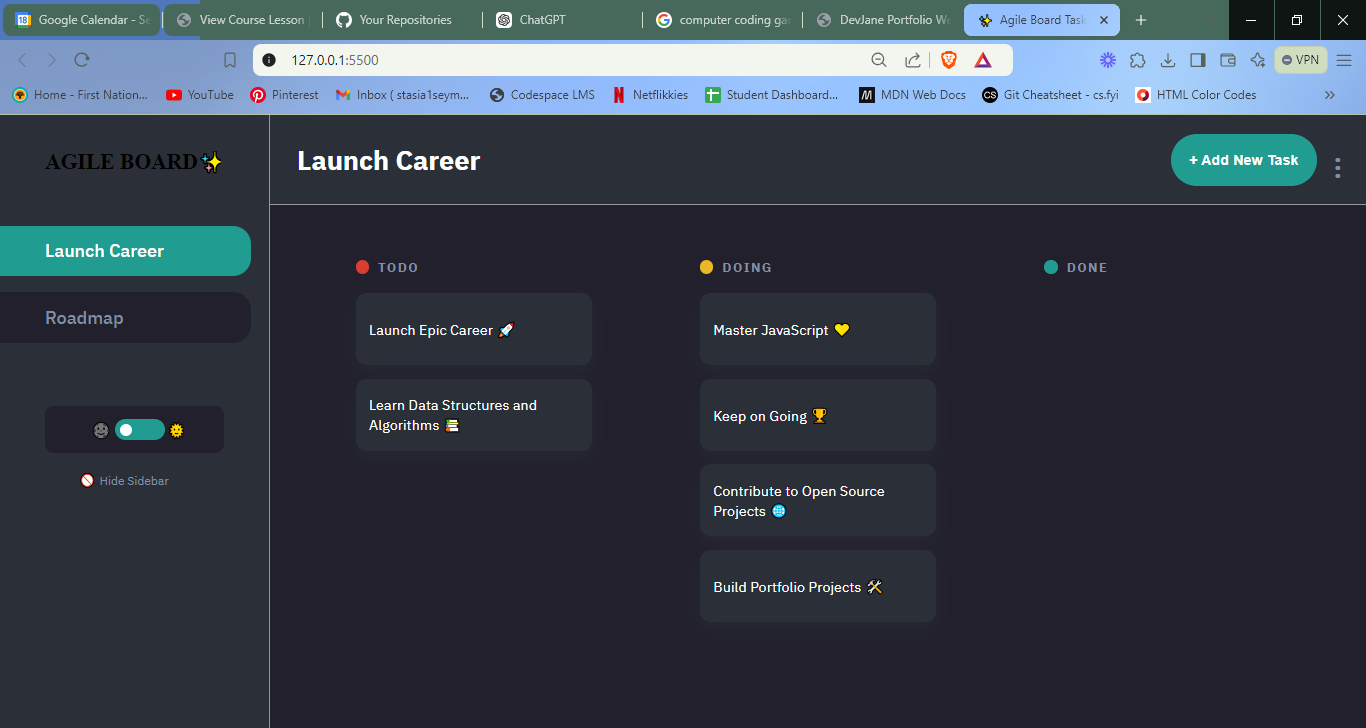 Google Calendar - Se
View Course Lesson
Your Repositories
ChatGPT
computer coding ga
DevJane Portfolio We
Agile Board Task
127.0.0.1:5500
VPN
Home - First Nation...
YouTube
Pinterest
Inbox ( stasia1seym...
Codespace LMS
Netflikkies
Student Dashboard...
MDN Web Docs
Git Cheatsheet - cs.fyi
HTML Color Codes
AGILE BOARD✨
Launch Career
+ Add New Task
Launch Career
Roadmap
Hide Sidebar
TODO
Launch Epic Career 🚀
Learn Data Structures and
Algorithms 📚
DOING
Master JavaScript 💛
Keep on Going 🏆
Contribute to Open Source
Projects 🌐
Build Portfolio Projects 🛠️
DONE